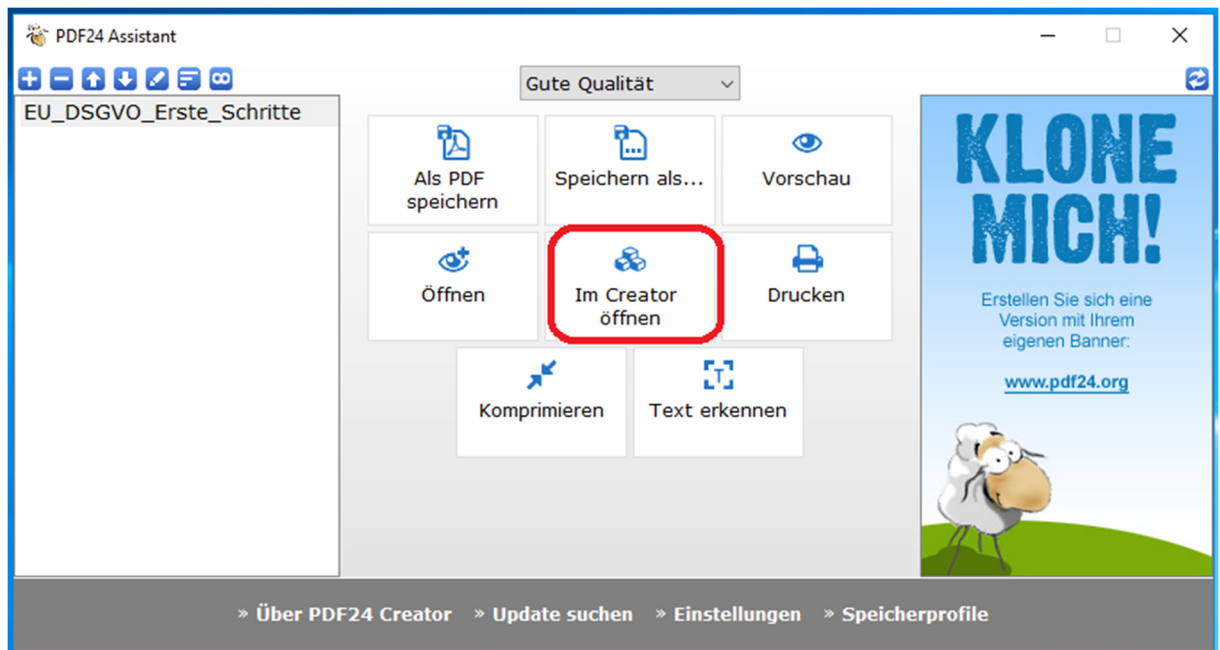 PDF24 Assistant
Gute Qualität
EU_DSGVO_Erste_Schritte
Als PDF
speichern
Speichern als...
Vorschau
Öffnen
Im Creator
öffnen
Drucken
Komprimieren
Text erkennen
KLONE
MICH!
Erstellen Sie sich eine
Version mit Ihrem
eigenen Banner:
www.pdf24.org
» Über PDF24 Creator » Update suchen » Einstellungen » Speicherprofile